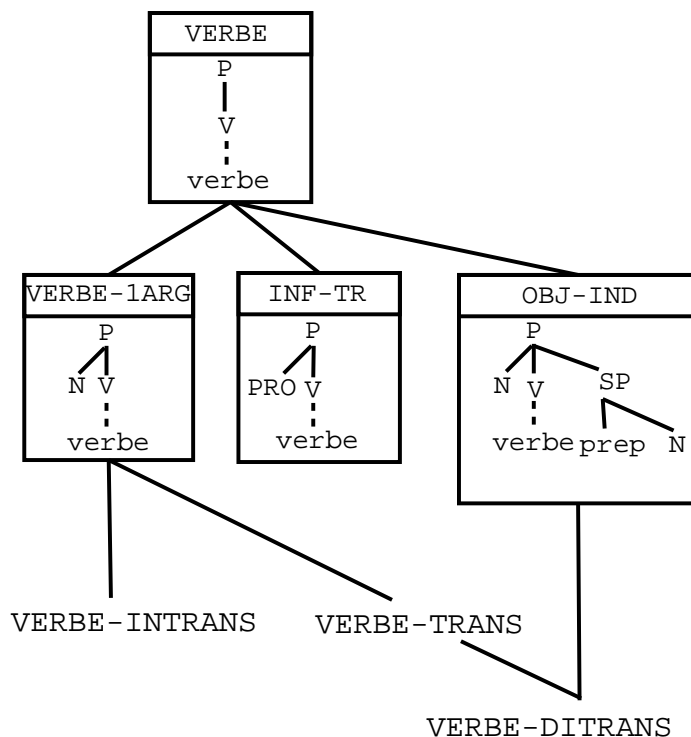 VERBE
P
V
verbe
VERBE-1ARG
P
N V
verbe
INF-TR
P
PRO V
verbe
OBJ-IND
P
N V SP
verbe prep N
VERBE-INTRANS
VERBE-TRANS
VERBE-DITRANS